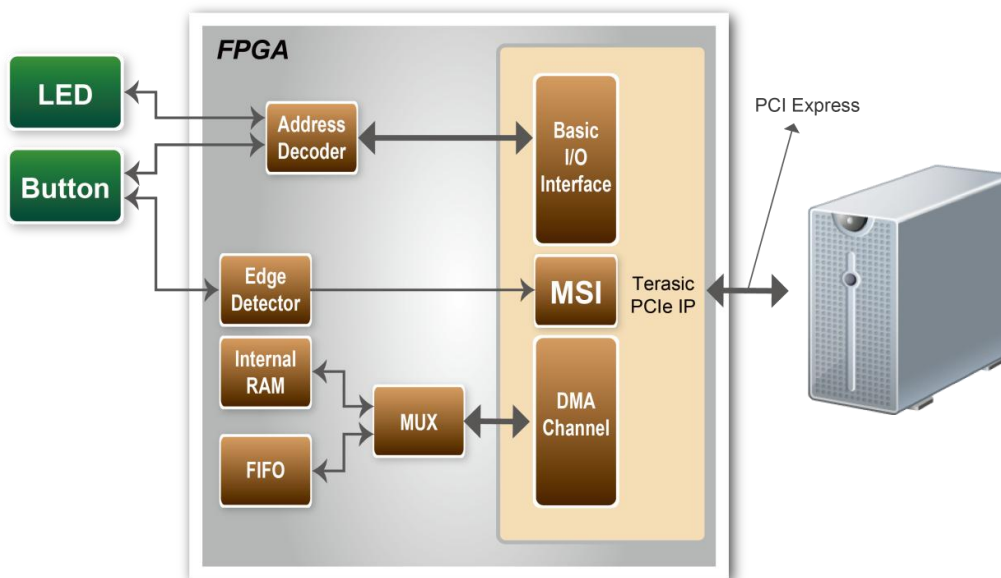 FPGA
LED
Button
Address
Decoder
Basic
I/O
Interface
PCI Express
Edge
Detector
MSI
Terasic
PCIe IP
Internal
RAM
MUX
DMA
Channel
FIFO